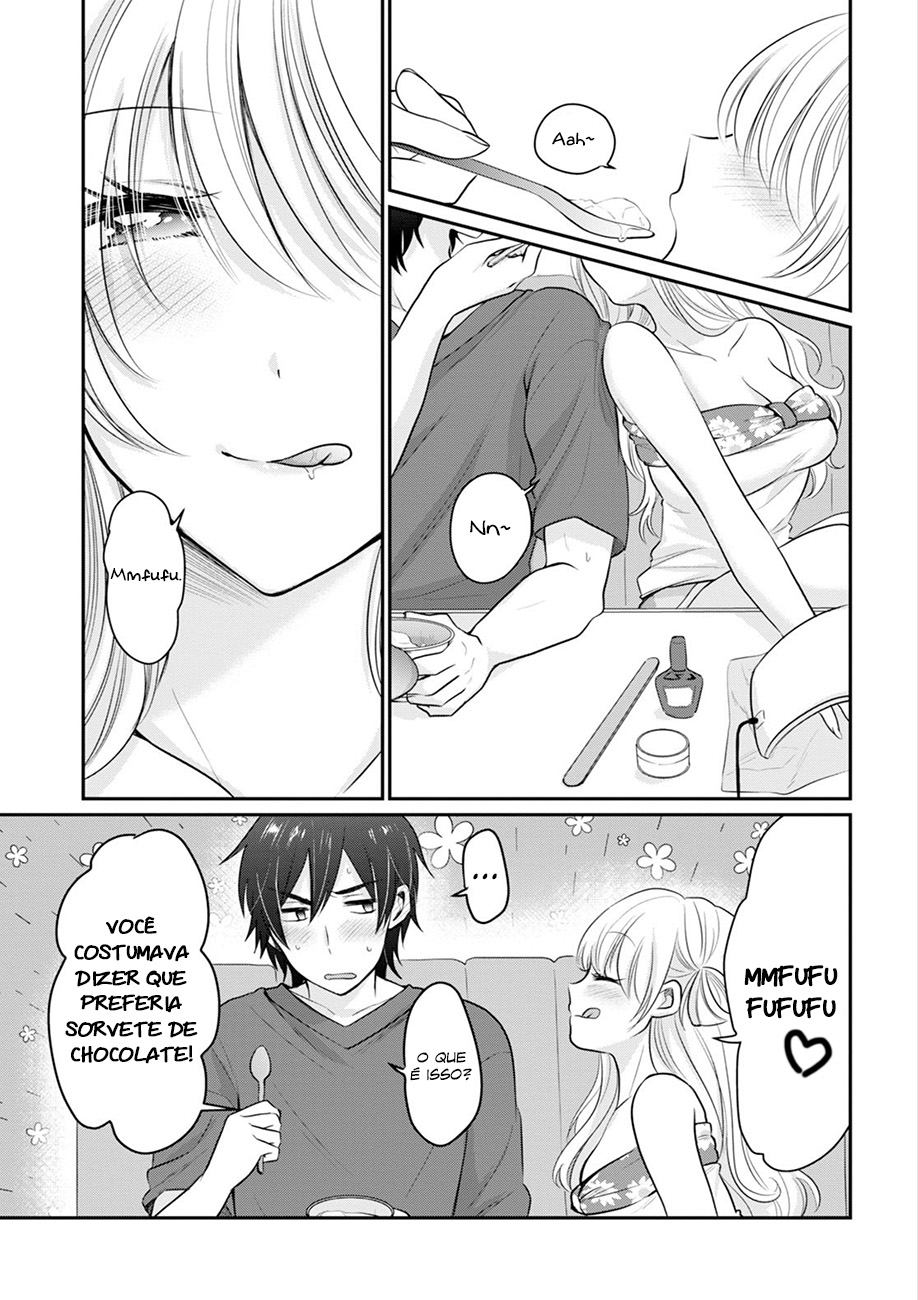 Aah~
Nn~
Mmfufu.
MMFUFU
FUFUFU
...
O QUE
É ISSO?
VOCÊ
COSTUMAVA
DIZER QUE
PREFERIA
SORVETE DE
CHOCOLATE!